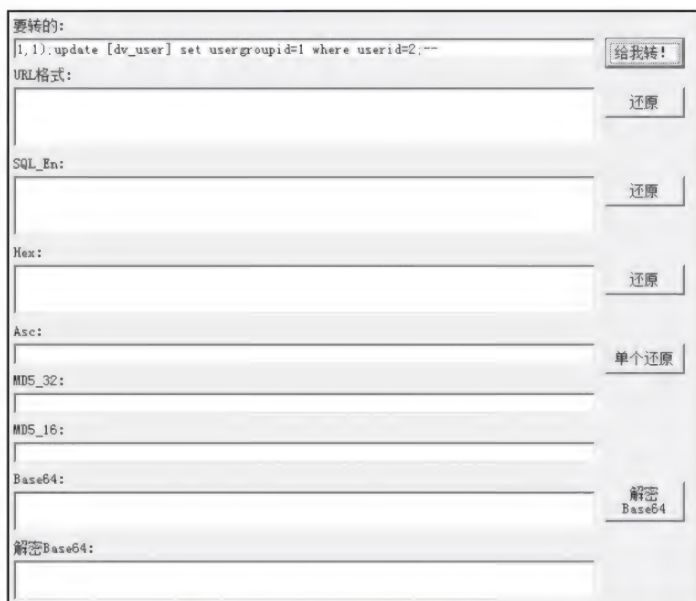 要转的:
1,1);update [dv_user] set usergroupid=1 where userid=2;--
给我转!
URL格式:
还原
SQL_En:
还原
Hex:
还原
Asc:
单个还原
MD5_32:
MD5_16:
Base64:
解密
Base64
解密Base64: